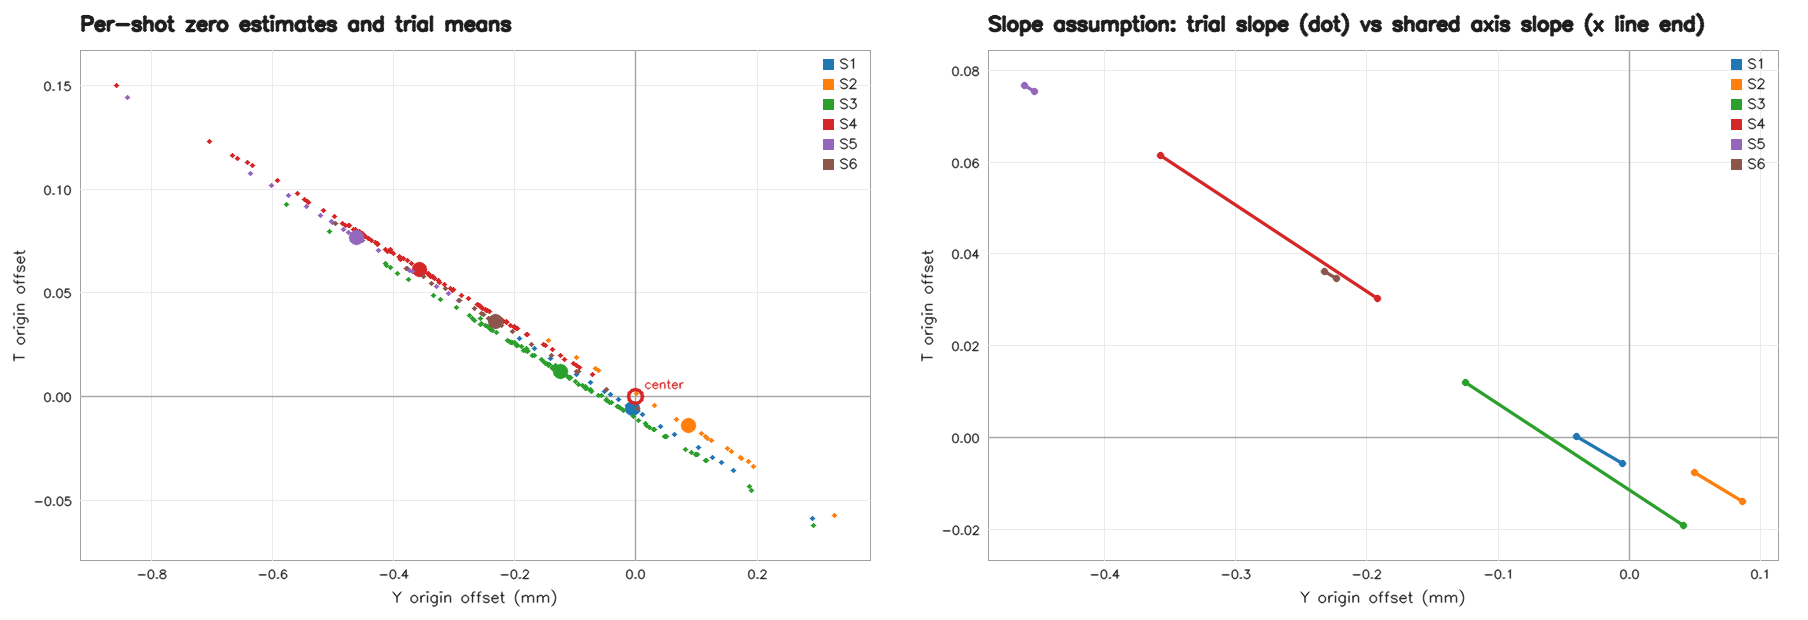 Per-shot zero estimates and trial means
0.15
0.10
0.05
0.00
-0.05
T origin offset
-0.8
-0.6
-0.4
-0.2
0.0
0.2
Y origin offset (mm)
S1
S2
S3
S4
S5
S6
center
Slope assumption: trial slope (dot) vs shared axis slope (x line end)
0.08
0.06
0.04
0.02
0.00
-0.02
T origin offset
-0.4
-0.3
-0.2
-0.1
0.0
0.1
Y origin offset (mm)
S1
S2
S3
S4
S5
S6